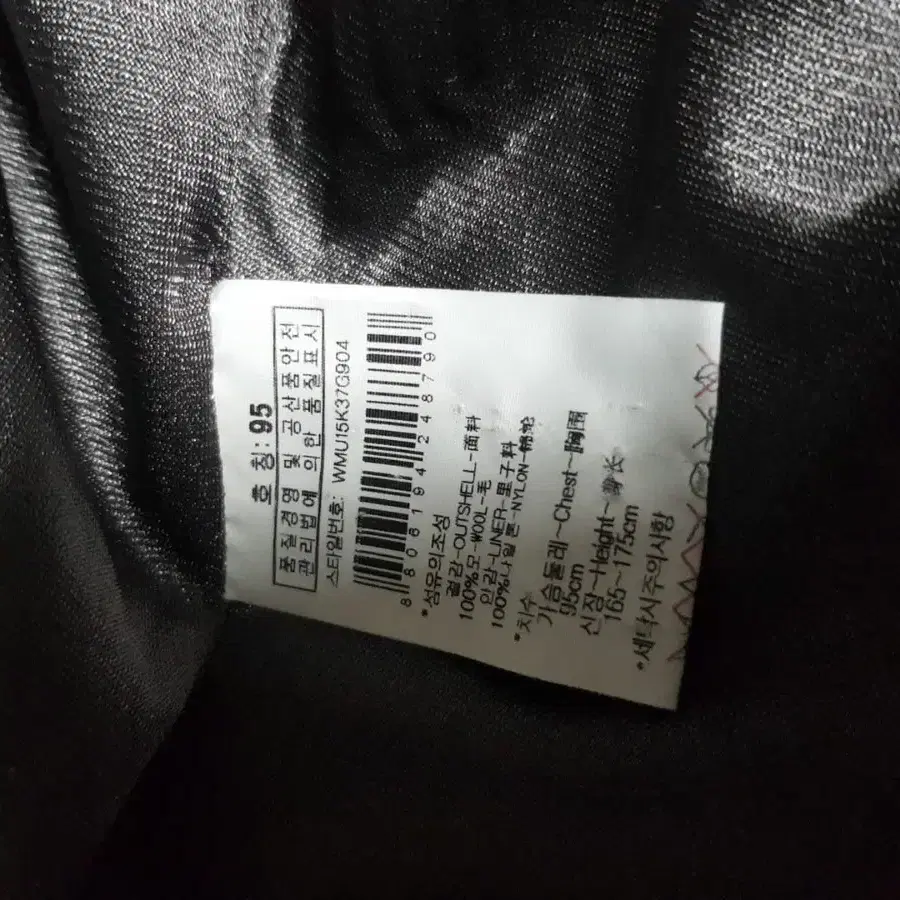 호 칭: 95
품질경영 및 공산품안전
관리법에 의한 품질표시
스타일번호: WMU15K37G904
8806194248790
*섬유의조성
겉감-OUTSHELL-面料
100%모-WOOL-毛
안감-LINER-里子料
100%나일론-NYLON-锦纶
*치수
가슴둘레~Chest~胸围
95cm
신장~Height~身长
165~175cm
*세탁시주의사항